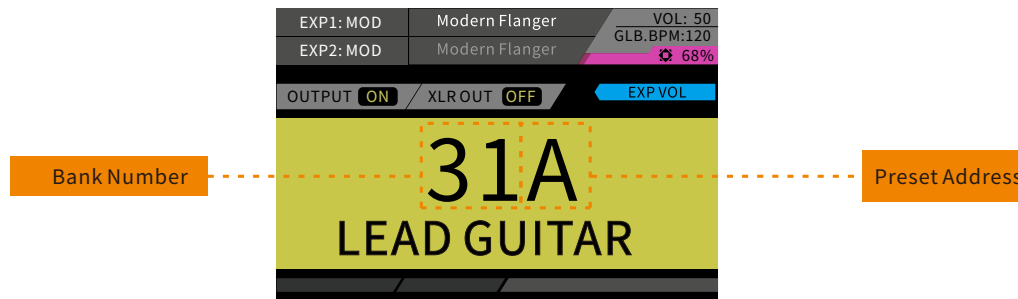 EXP1: MOD
Modern Flanger
VOL: 50
GLB.BPM:120
EXP2: MOD
Modern Flanger
68%
OUTPUT ON
XLR OUT OFF
EXP VOL
Bank Number
31A
Preset Address
LEAD GUITAR